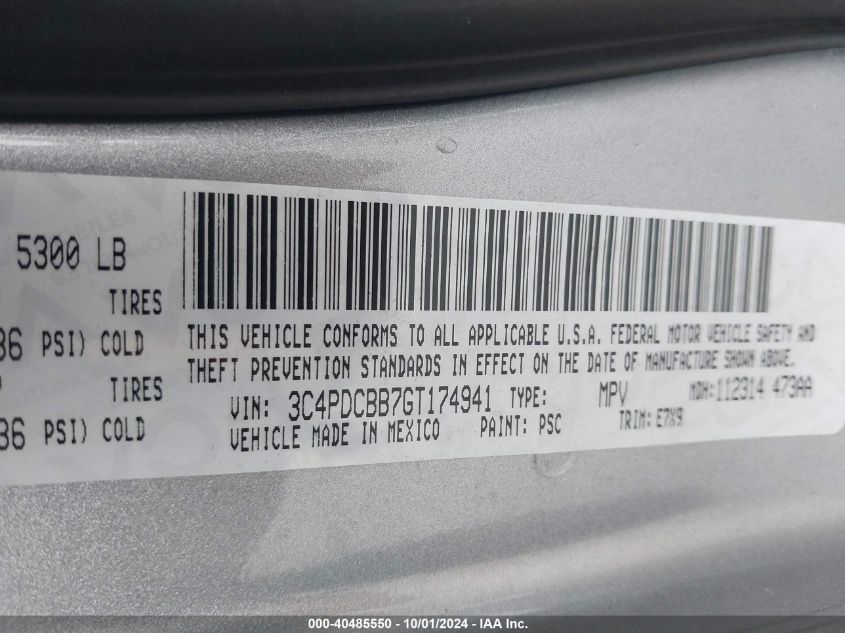 5300 LB
TIRES
36 PSI) COLD
TIRES
36 PSI) COLD
THIS VEHICLE CONFORMS TO ALL APPLICABLE U.S.A. FEDERAL MOTOR VEHICLE SAFETY AND
THEFT PREVENTION STANDARDS IN EFFECT ON THE DATE OF MANUFACTURE SHOWN ABOVE.
VIN: 3C4PDCBB7GT174941 TYPE: MPV MDH: 112314 473AA
VEHICLE MADE IN MEXICO PAINT: PSC TRIM: E7X9
000-40485550 - 10/01/2024 - IAA Inc.